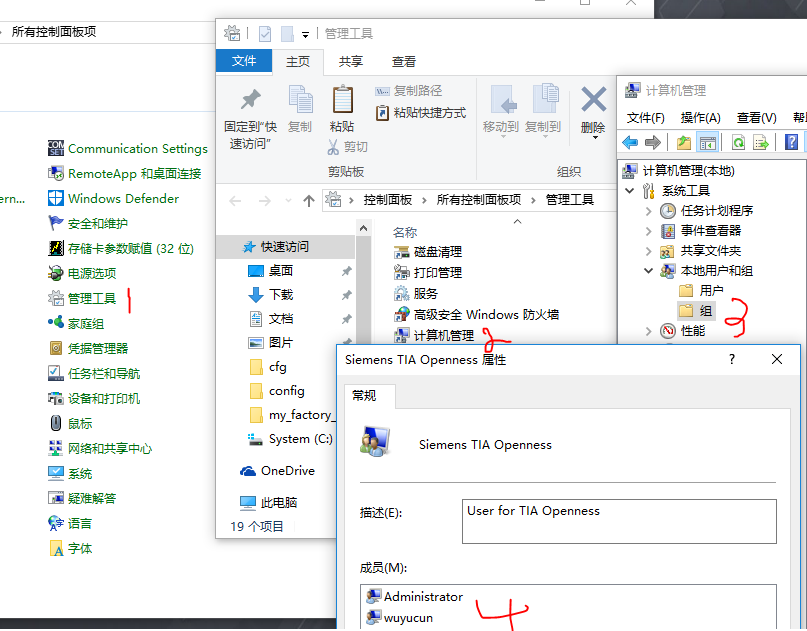 所有控制面板项
Communication Settings
RemoteApp 和桌面连接
ern...
Windows Defender
安全和维护
存储卡参数赋值 (32 位)
电源选项
管理工具
1
家庭组
凭据管理器
任务栏和导航
设备和打印机
鼠标
网络和共享中心
系统
疑难解答
语言
字体
管理工具
文件
主页
共享
查看
固定到“快
速访问”
复制
粘贴
复制路径
粘贴快捷方式
剪切
剪贴板
移动到
复制到
删除
组织
控制面板
所有控制面板项
管理工具
快速访问
桌面
下载
文档
图片
cfg
config
my_factory_
System (C:)
OneDrive
此电脑
19 个项目
名称
磁盘清理
打印管理
服务
高级安全 Windows 防火墙
计算机管理
2
计算机管理
文件(F)
操作(A)
查看(V)
帮
计算机管理(本地)
系统工具
任务计划程序
事件查看器
共享文件夹
本地用户和组
用户
组
3
性能
Siemens TIA Openness 属性
常规
Siemens TIA Openness
描述(E):
User for TIA Openness
成员(M):
Administrator
wuyucun
4